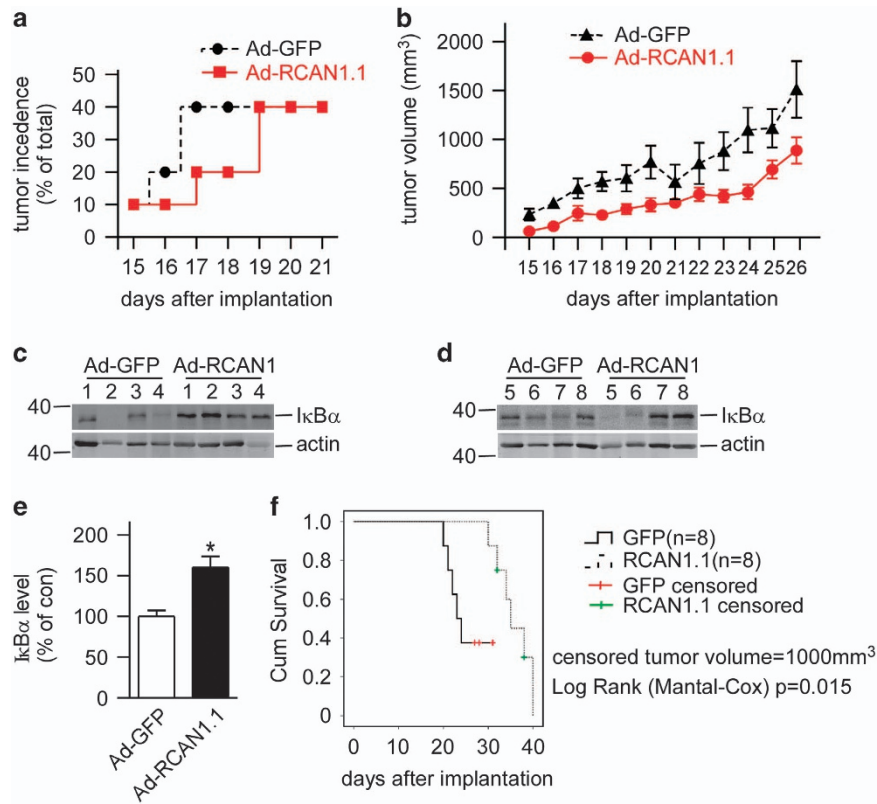 a
Ad-GFP
Ad-RCAN1.1
tumor incedence
(% of total)
50
40
30
20
10
0
15 16 17 18 19 20 21
days after implantation
b
Ad-GFP
Ad-RCAN1.1
tumor volume (mm3)
2000
1500
1000
500
0
15 16 17 18 19 20 21 22 23 24 25 26
days after implantation
c
Ad-GFP Ad-RCAN1
1 2 3 4 1 2 3 4
40
IκBα
40
actin
d
Ad-GFP Ad-RCAN1
5 6 7 8 5 6 7 8
40
IκBα
40
actin
e
IκBα level
(% of con)
200
150
100
50
0
*
Ad-GFP
Ad-RCAN1.1
f
Cum Survival
1.0
0.8
0.6
0.4
0.2
0
0 10 20 30 40
days after implantation
GFP(n=8)
RCAN1.1(n=8)
GFP censored
RCAN1.1 censored
censored tumor volume=1000mm3
Log Rank (Mantal-Cox) p=0.015